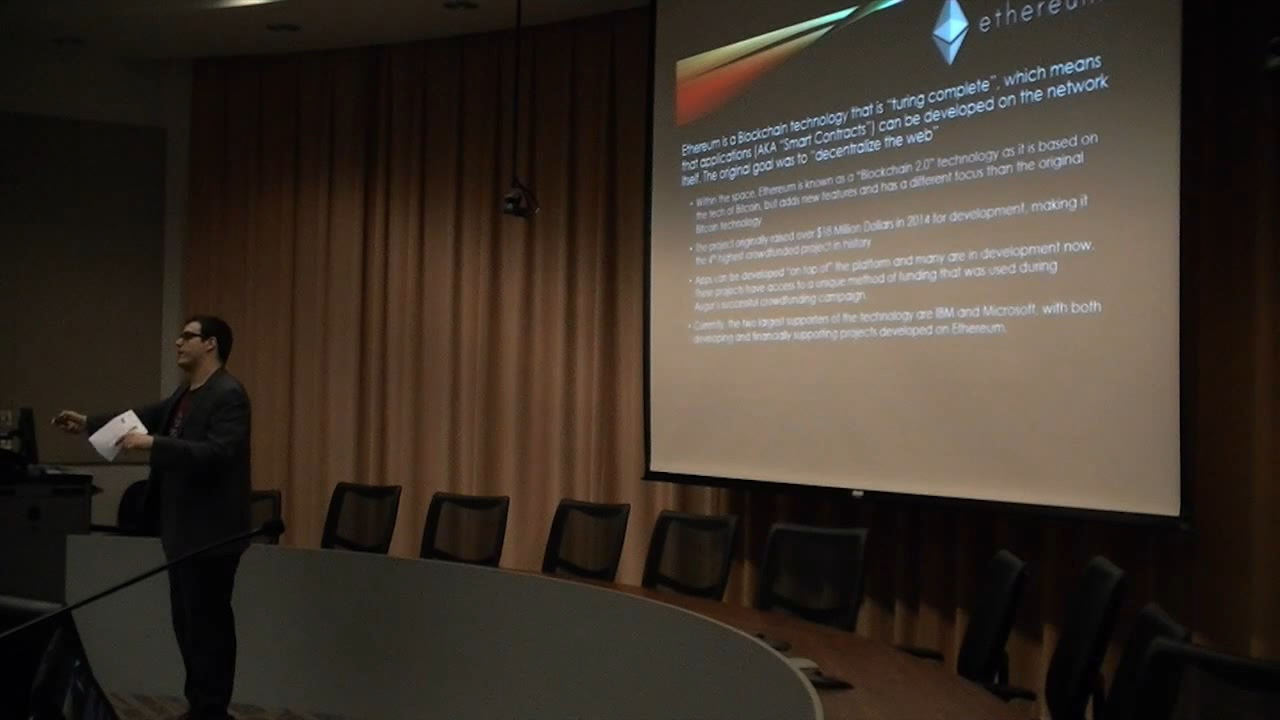 ethereum
Ethereum is a Blockchain technology that is "turing complete", which means
that applications (AKA "Smart Contracts") can be developed on the network
itself. The original goal was to "decentralize the web"
• Within the space, Ethereum is known as a "Blockchain 2.0" technology as it is based on
the tech of Bitcoin, but adds new features and has a different focus than the original
Bitcoin technology
• The project originally raised over $18 Million Dollars in 2014 for development, making it
the 4th highest crowdfunded project in history
• Apps can be developed "on top of" the platform and many are in development now.
These projects have access to a unique method of funding that was used during
Augur's successful crowdfunding campaign.
• Currently, the two largest supporters of the technology are IBM and Microsoft, with both
developing and financially supporting projects developed on Ethereum.